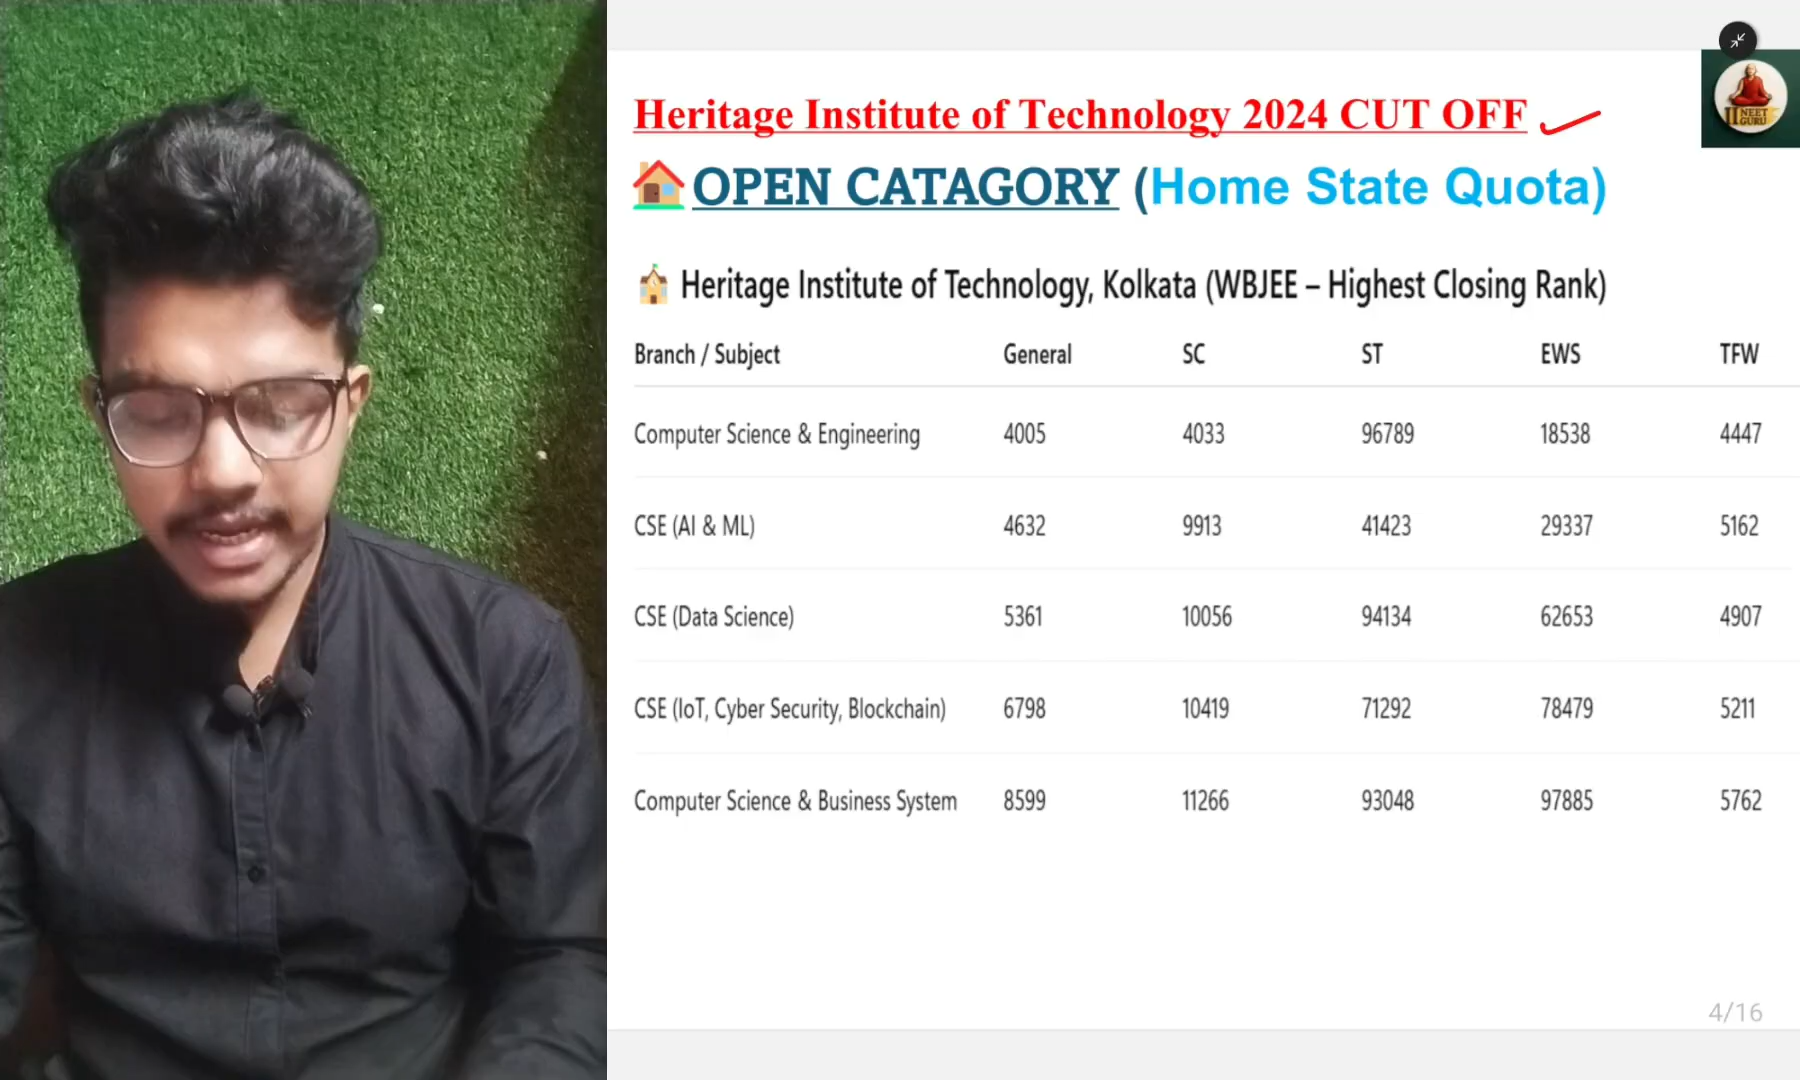 Heritage Institute of Technology 2024 CUT OFF
OPEN CATAGORY (Home State Quota)
Heritage Institute of Technology, Kolkata (WBJEE – Highest Closing Rank)
Branch / Subject General SC ST EWS TFW
Computer Science & Engineering 4005 4033 96789 18538 4447
CSE (AI & ML) 4632 9913 41423 29337 5162
CSE (Data Science) 5361 10056 94134 62653 4907
CSE (IoT, Cyber Security, Blockchain) 6798 10419 71292 78479 5211
Computer Science & Business System 8599 11266 93048 97885 5762
4/16
NEET
GURU